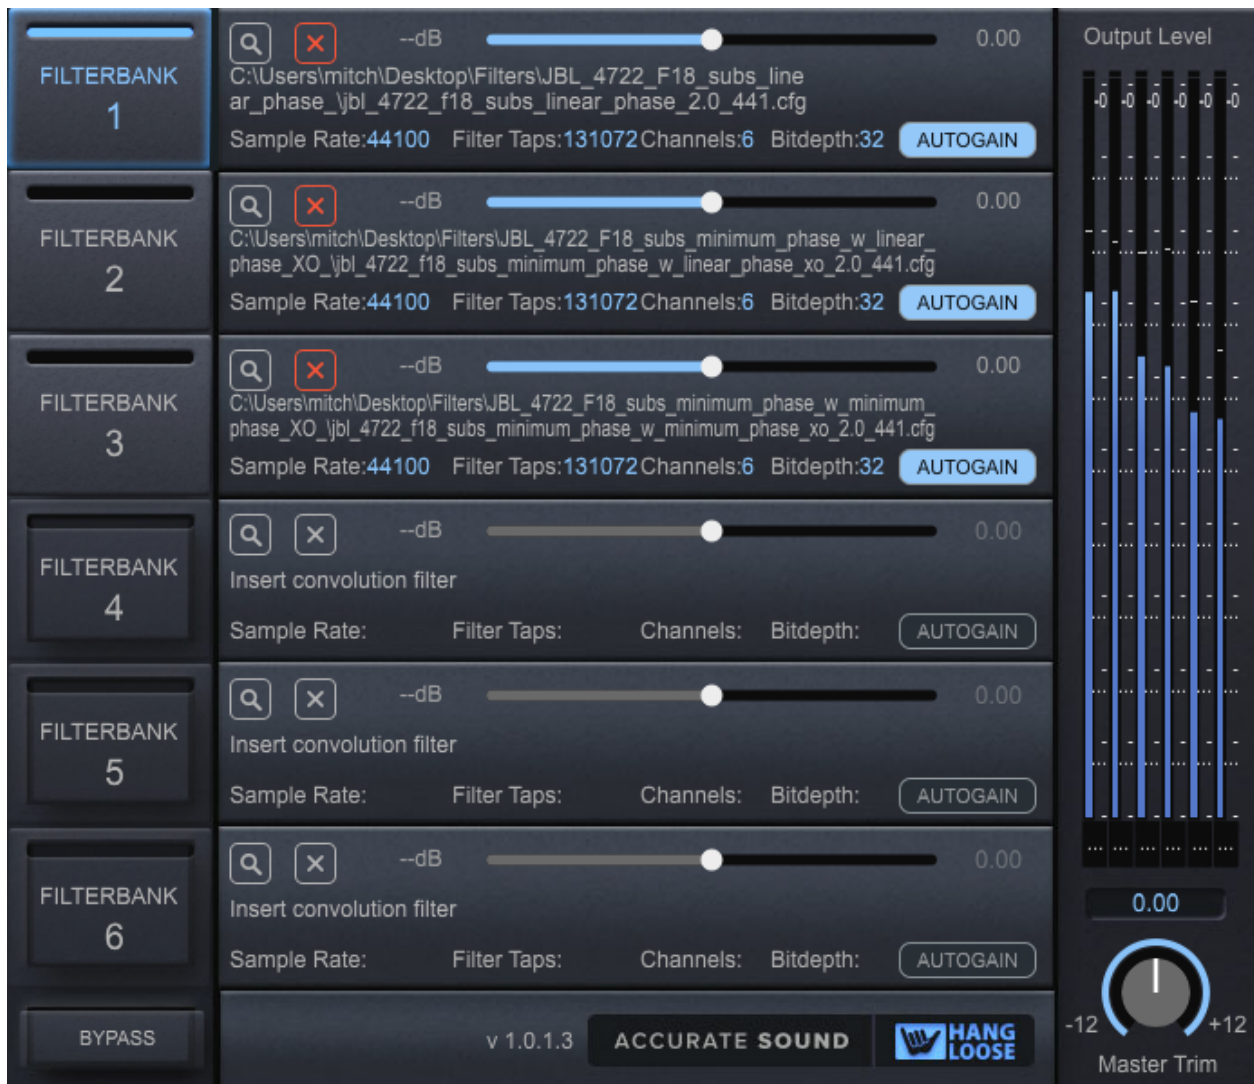 FILTERBANK
1
--dB 0.00
C:\Users\mitch\Desktop\Filters\JBL_4722_F18_subs_line
ar_phase_\jbl_4722_f18_subs_linear_phase_2.0_441.cfg
Sample Rate:44100 Filter Taps:131072 Channels:6 Bitdepth:32 AUTOGAIN
FILTERBANK
2
--dB 0.00
C:\Users\mitch\Desktop\Filters\JBL_4722_F18_subs_minimum_phase_w_linear_
phase_XO_\jbl_4722_f18_subs_minimum_phase_w_linear_phase_xo_2.0_441.cfg
Sample Rate:44100 Filter Taps:131072 Channels:6 Bitdepth:32 AUTOGAIN
FILTERBANK
3
--dB 0.00
C:\Users\mitch\Desktop\Filters\JBL_4722_F18_subs_minimum_phase_w_minimum_
phase_XO_\jbl_4722_f18_subs_minimum_phase_w_minimum_phase_xo_2.0_441.cfg
Sample Rate:44100 Filter Taps:131072 Channels:6 Bitdepth:32 AUTOGAIN
FILTERBANK
4
--dB 0.00
Insert convolution filter
Sample Rate: Filter Taps: Channels: Bitdepth: AUTOGAIN
FILTERBANK
5
--dB 0.00
Insert convolution filter
Sample Rate: Filter Taps: Channels: Bitdepth: AUTOGAIN
FILTERBANK
6
--dB 0.00
Insert convolution filter
Sample Rate: Filter Taps: Channels: Bitdepth: AUTOGAIN
BYPASS
v 1.0.1.3 ACCURATE SOUND HANG
LOOSE
Output Level
-0 -0 -0 -0 -0 -0
... ... ... ... ... ...
0.00
-12 +12
Master Trim